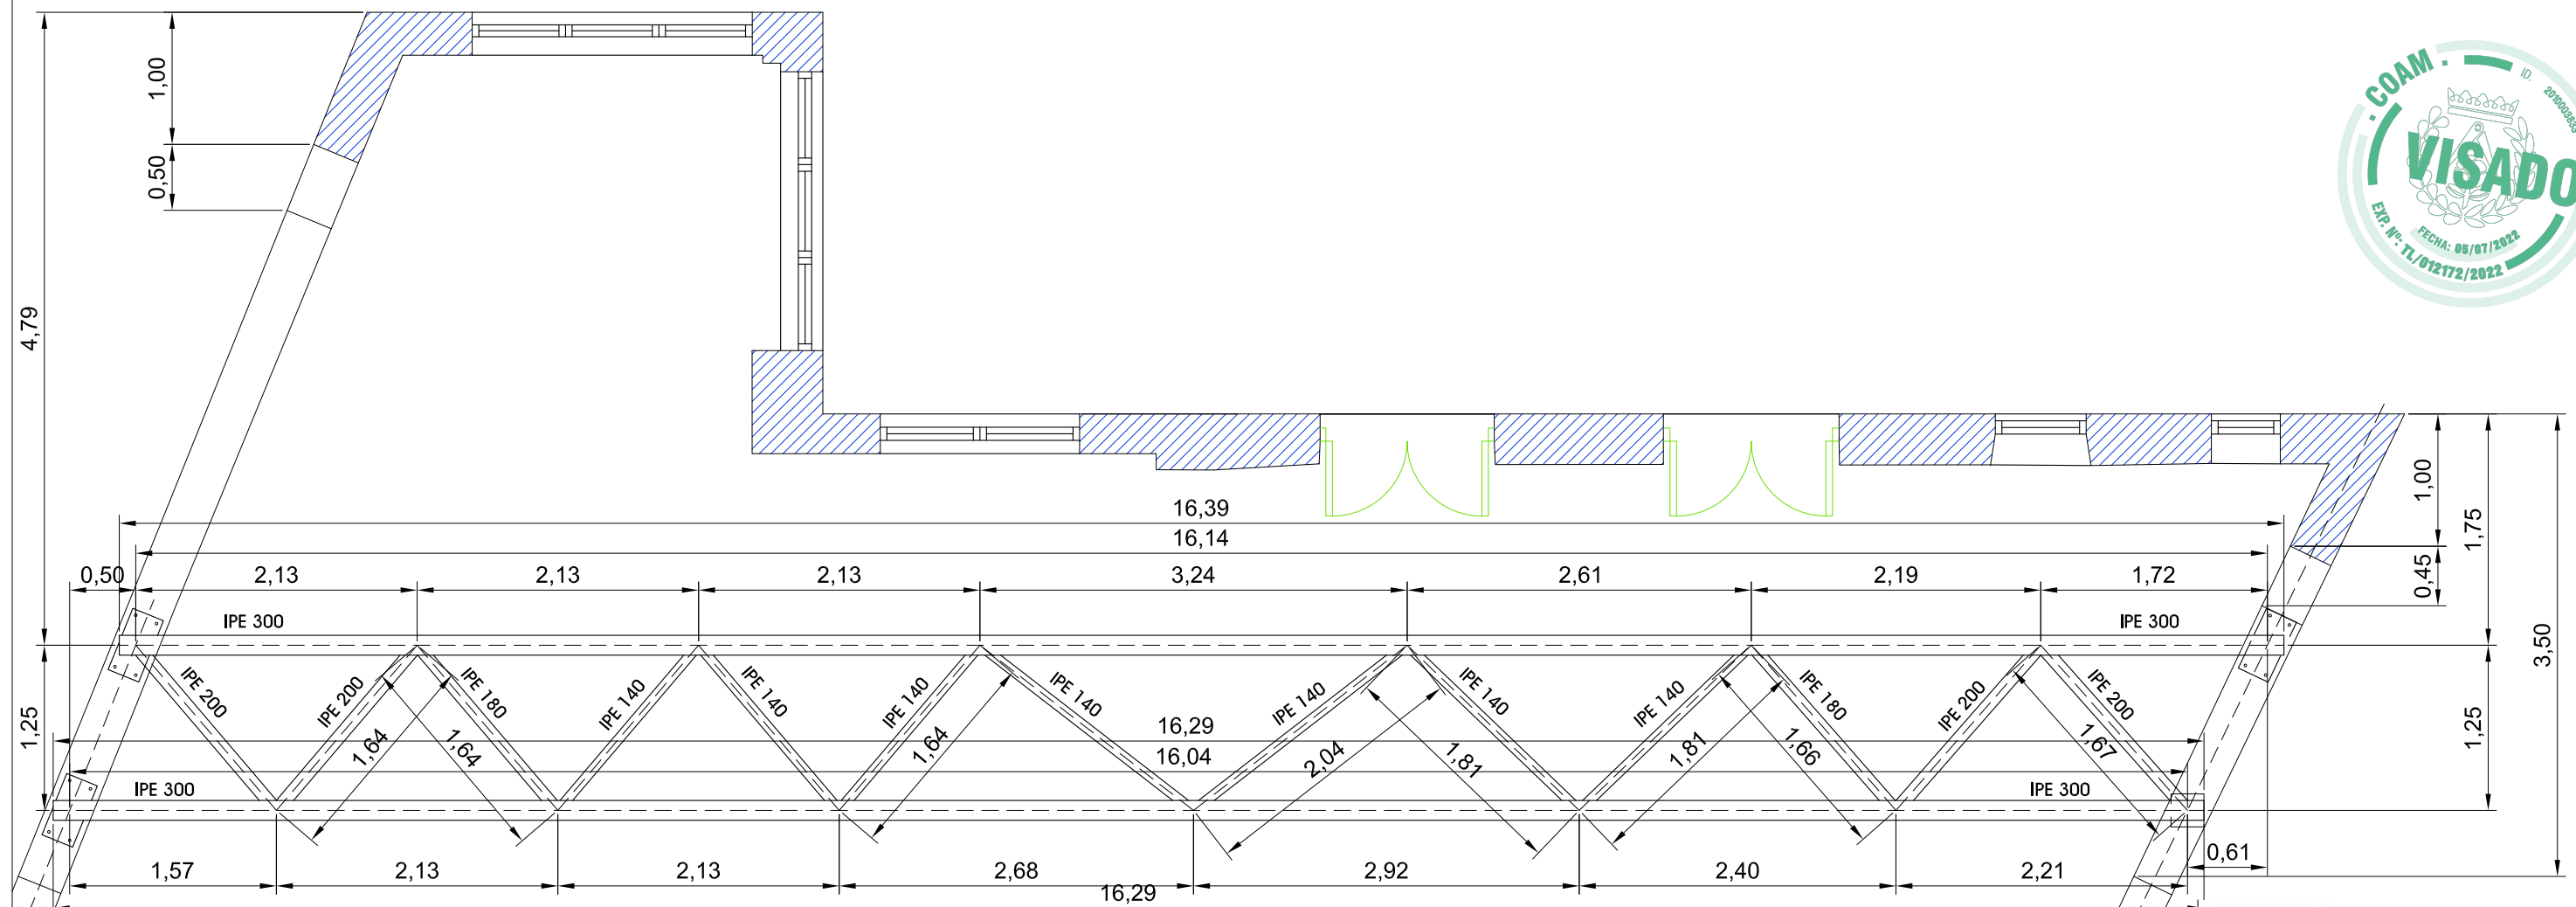 4,79
1,00
0,50
· COAM ·
ID.
VISADO
FECHA: 05/07/2022
EXP. Nº: TL/012172/2022
16,39
16,14
0,50
2,13
2,13
2,13
3,24
2,61
2,19
1,72
1,00
0,45
1,75
3,50
IPE 300
IPE 300
1,25
IPE 200
IPE 200
IPE 180
IPE 140
IPE 140
IPE 140
IPE 140
IPE 140
IPE 140
IPE 140
IPE 180
IPE 200
IPE 200
1,25
1,64
1,64
1,64
16,29
16,04
2,04
1,81
1,81
1,66
1,67
IPE 300
IPE 300
1,57
2,13
2,13
2,68
2,92
2,40
2,21
0,61
16,29